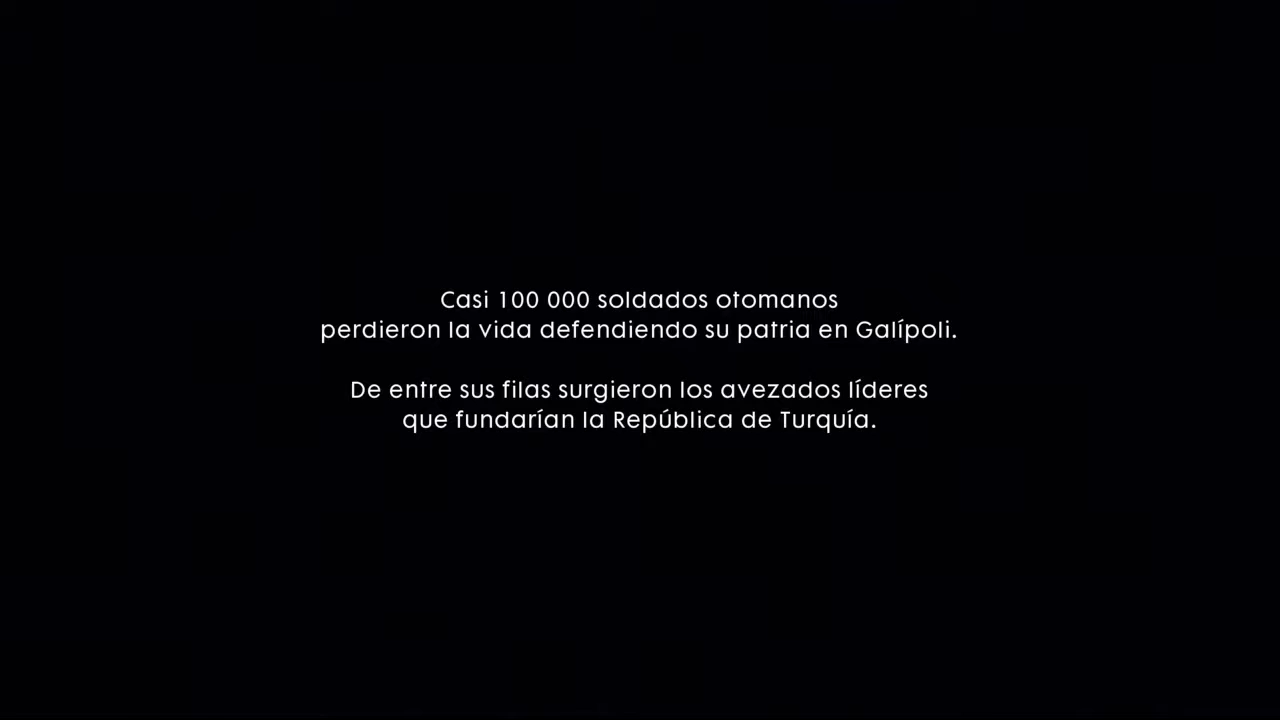 Casi 100 000 soldados otomanos
perdieron la vida defendiendo su patria en Galípoli.
De entre sus filas surgieron los avezados líderes
que fundarían la República de Turquía.